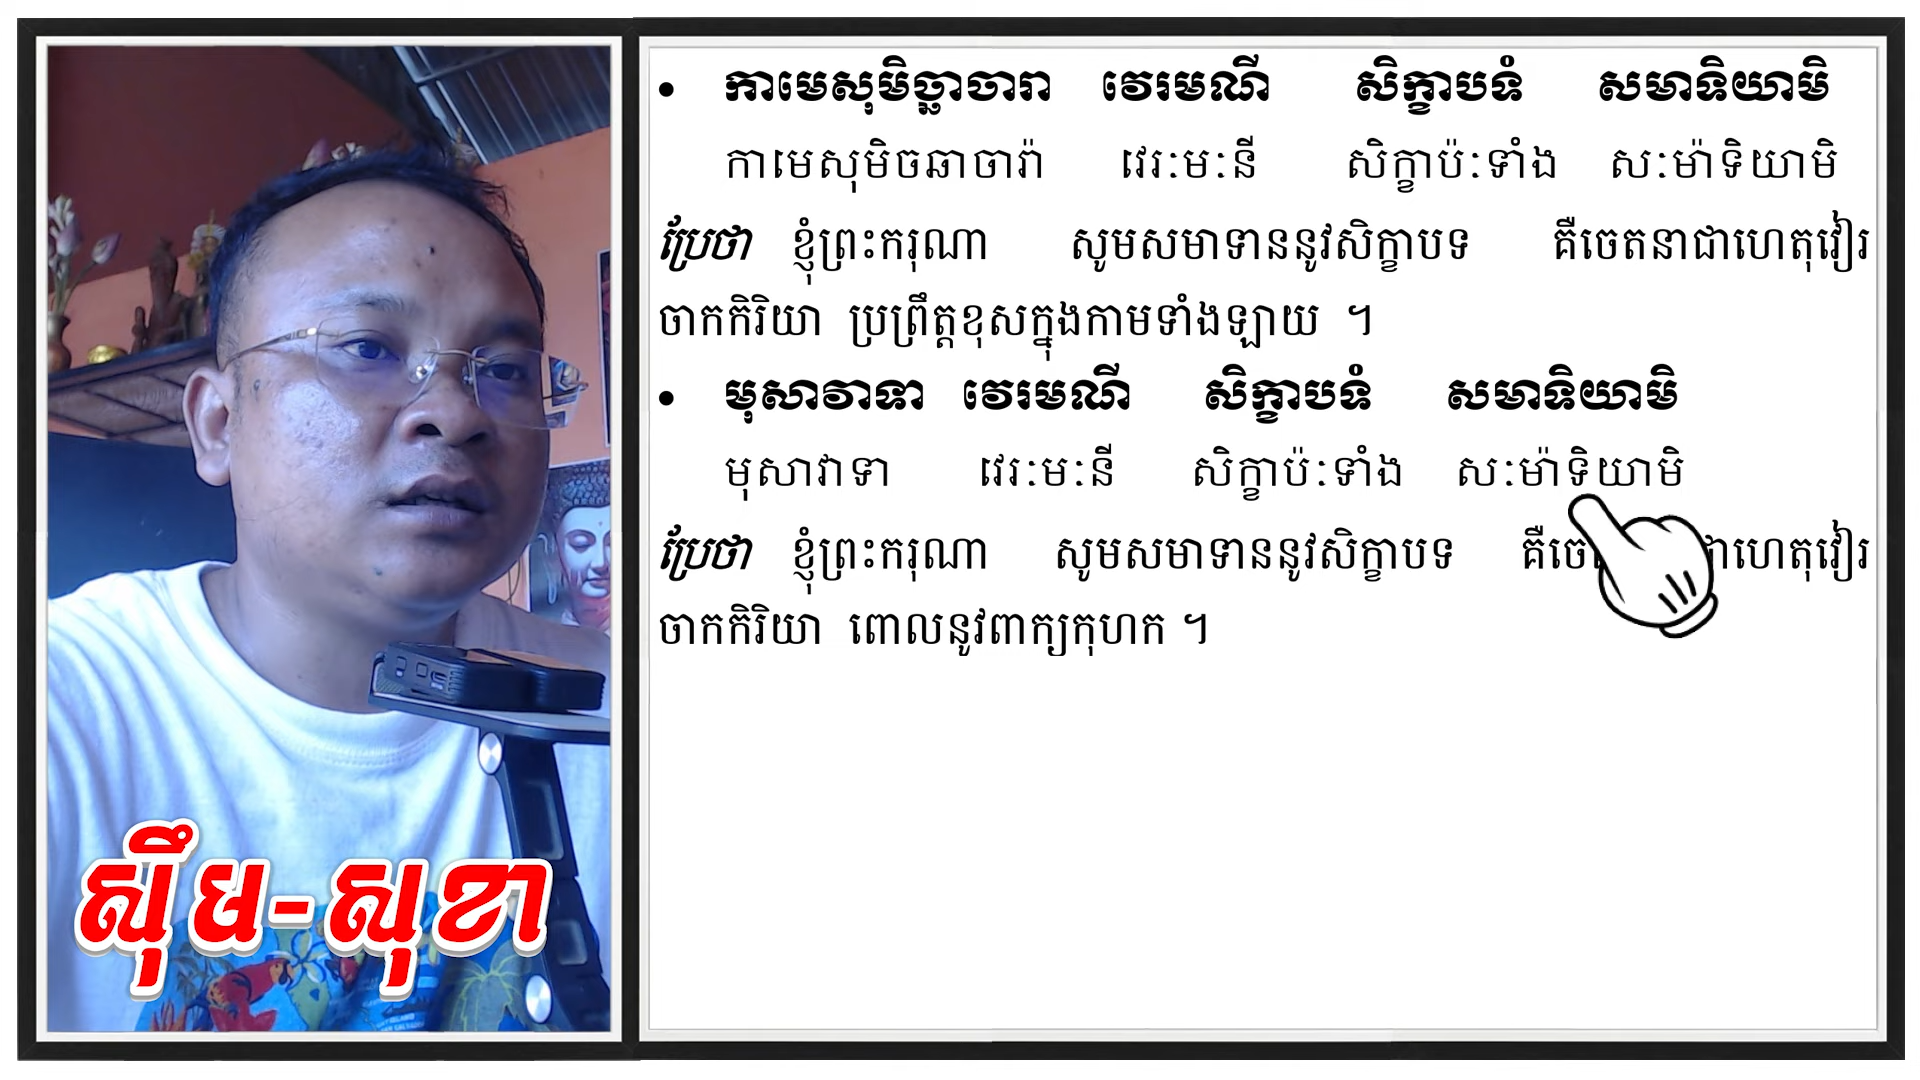 • កាមេសុមិច្ឆាចារា វេរមណី សិក្ខាបទំ សមាទិយាមិ
កាមេសុមិចឆាចារ៉ា វេរៈមៈនី សិក្ខាប៉ៈទាំង សៈម៉ាទិយាមិ
ប្រែថា ខ្ញុំព្រះករុណា សូមសមាទាននូវសិក្ខាបទ គឺចេតនាជាហេតុវៀរ
ចាកកិរិយា ប្រព្រឹត្តខុសក្នុងកាមទាំងឡាយ ។
• មុសាវាទា វេរមណី សិក្ខាបទំ សមាទិយាមិ
មុសាវាទា វេរៈមៈនី សិក្ខាប៉ៈទាំង សៈម៉ាទិយាមិ
ប្រែថា ខ្ញុំព្រះករុណា សូមសមាទាននូវសិក្ខាបទ
ចាកកិរិយា ពោលនូវពាក្យកុហក ។
ស៊ឹម-សុខា